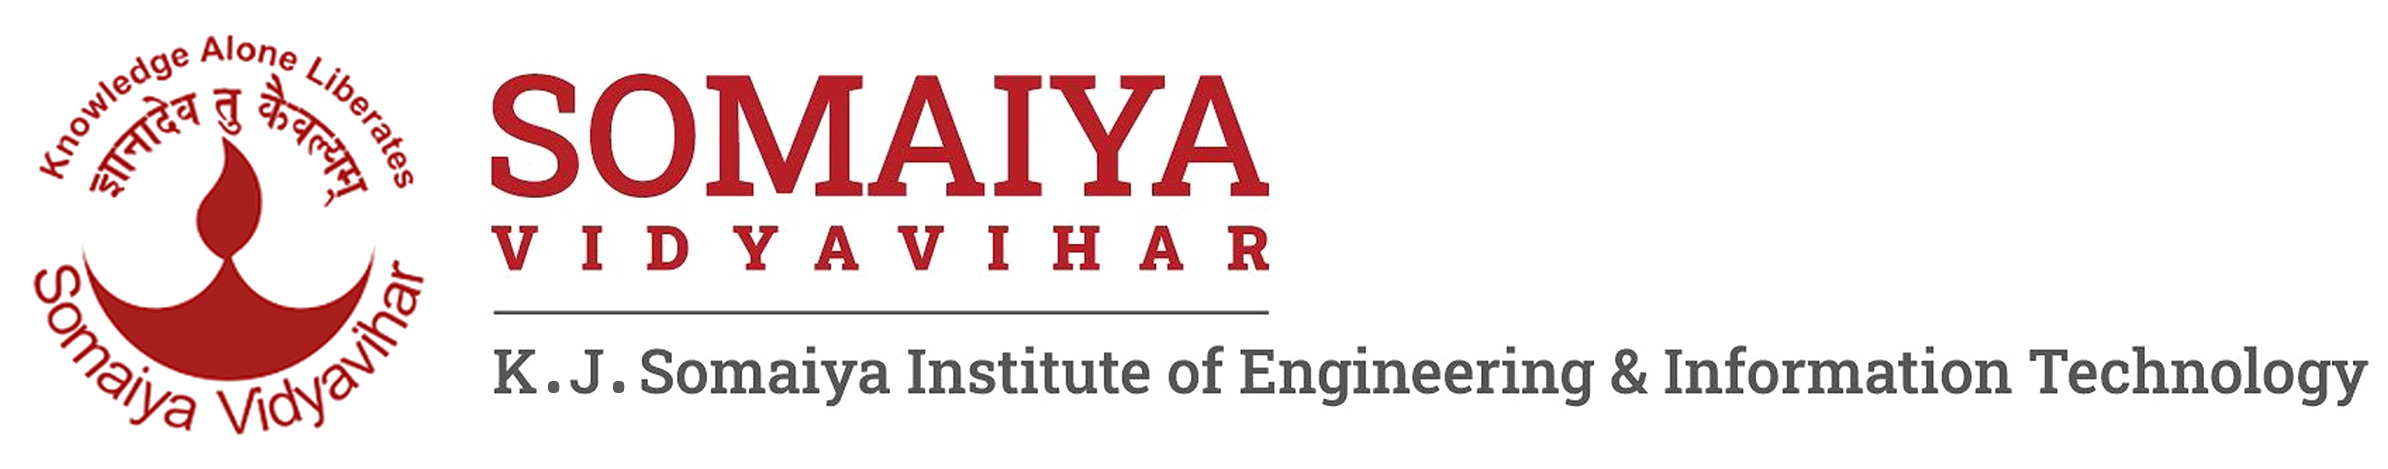 Knowledge Alone Liberates
ज्ञानादेव तु कैवल्यम्
Somaiya Vidyavihar
SOMAIYA
VIDYAVIHAR
K. J. Somaiya Institute of Engineering & Information Technology